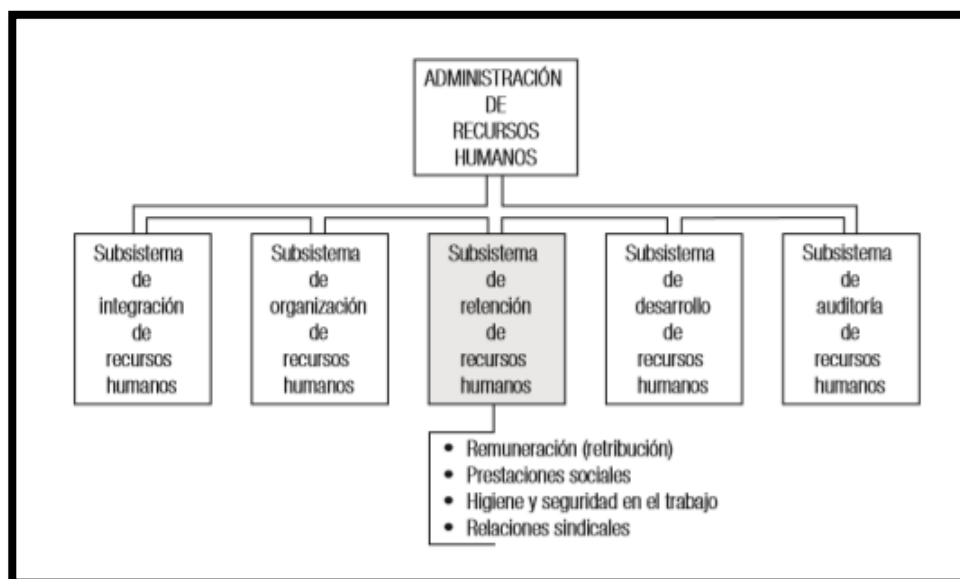 ADMINISTRACIÓN
DE
RECURSOS
HUMANOS
Subsistema
de
integración
de
recursos
humanos
Subsistema
de
organización
de
recursos
humanos
Subsistema
de
retención
de
recursos
humanos
Subsistema
de
desarrollo
de
recursos
humanos
Subsistema
de
auditoría
de
recursos
humanos
• Remuneración (retribución)
• Prestaciones sociales
• Higiene y seguridad en el trabajo
• Relaciones sindicales